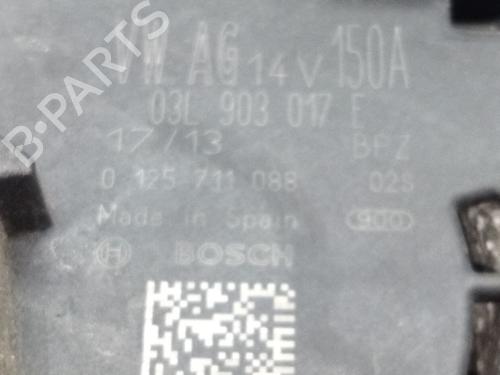 VW AG 14V 150A
03L 903 017 E
17/13 BPZ
0 125 711 088 02S
Made in Spain 900
BOSCH
B-PARTS